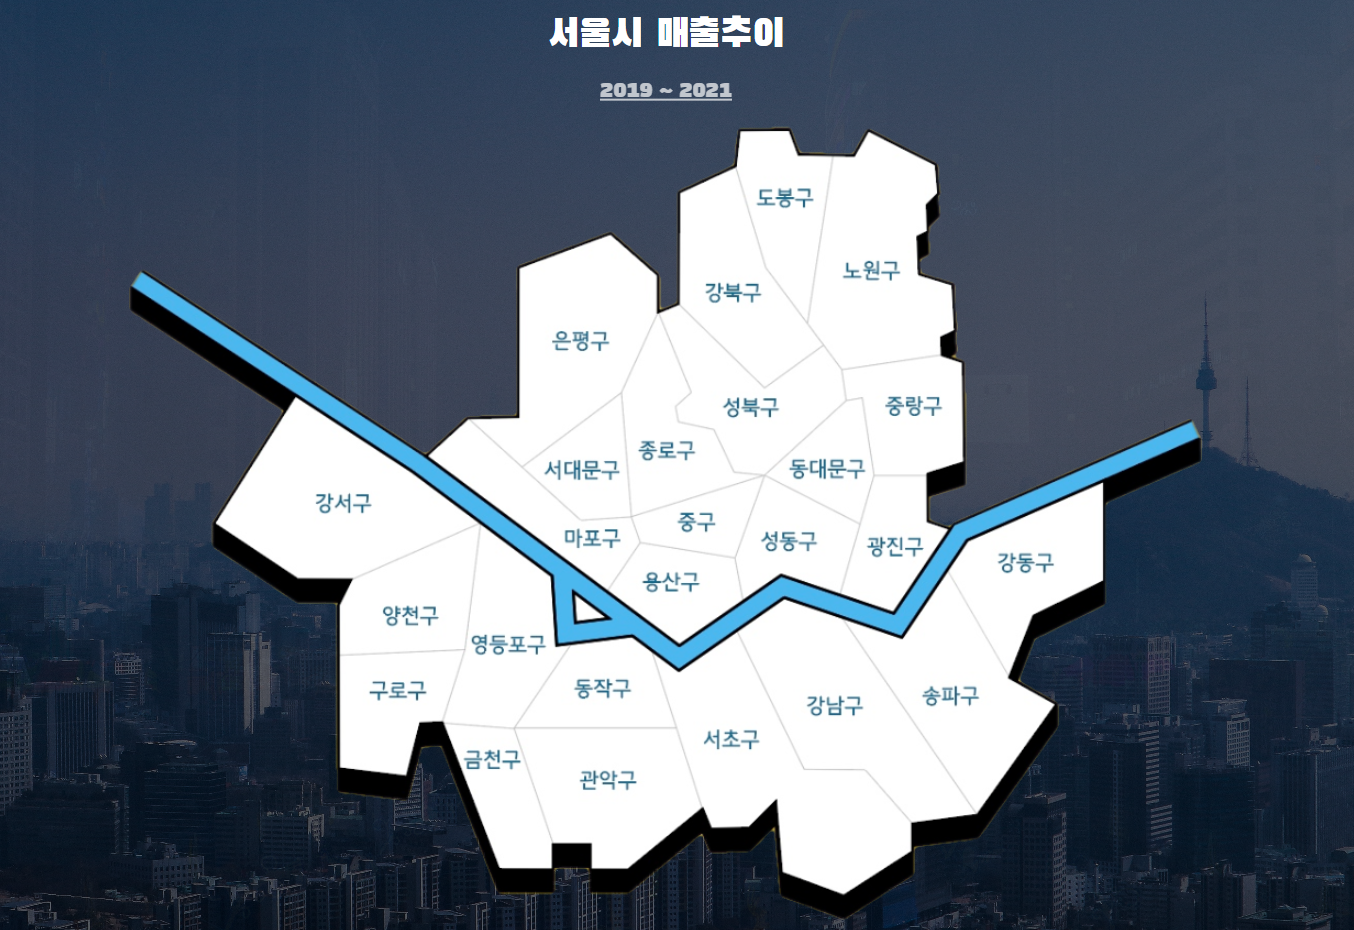 서울시 매출추이
2019 ~ 2021
도봉구
노원구
강북구
은평구
성북구
중랑구
종로구
서대문구
동대문구
강서구
중구
마포구
성동구
광진구
강동구
용산구
양천구
영등포구
구로구
동작구
송파구
강남구
서초구
금천구
관악구